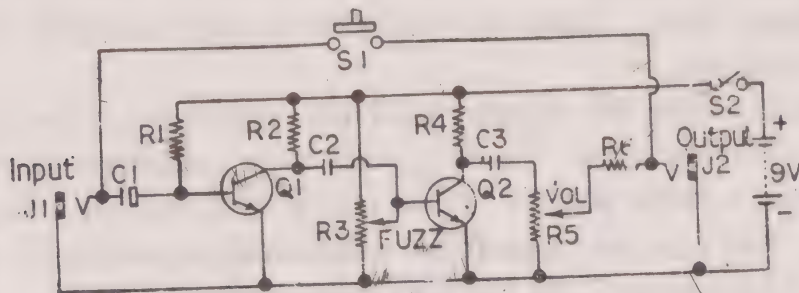 S1
S2
R1
R2
C2
R4
C3
Input
C1
J1
Q1
R3
FUZZ
Q2
VOL
R5
Output
J2
+
9V
-